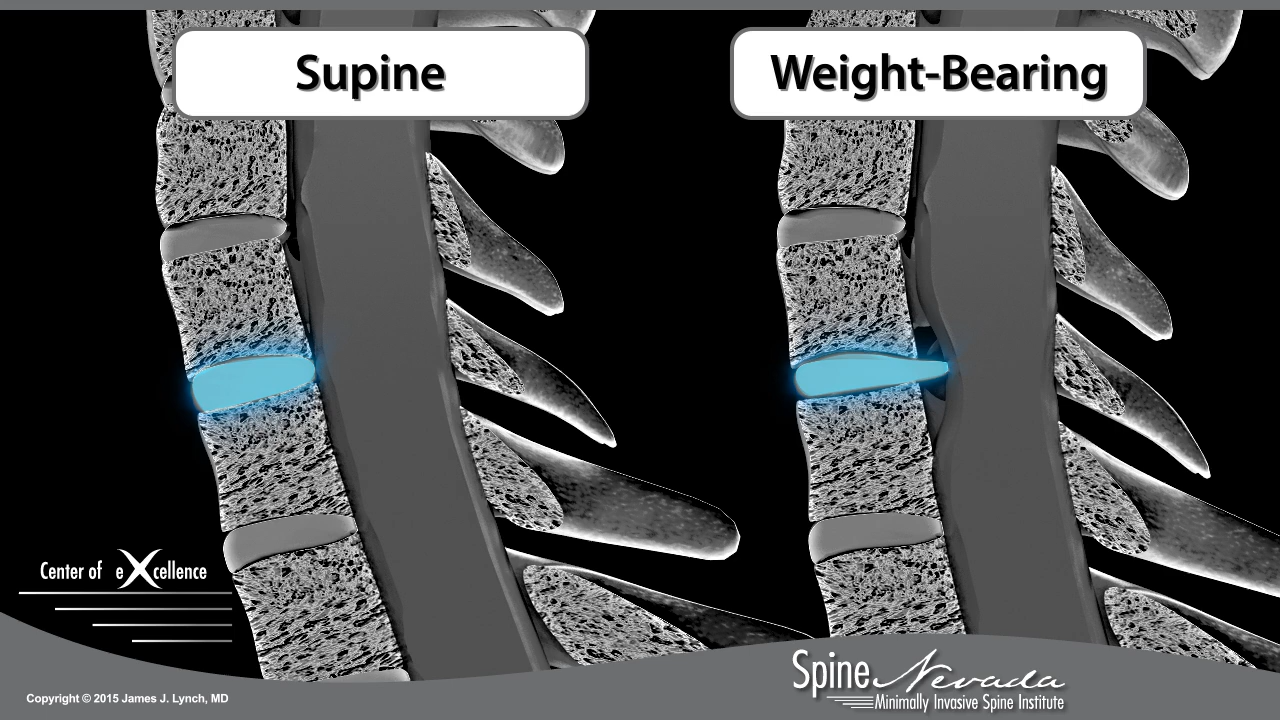 Supine
Weight-Bearing
Center of eXcellence
Copyright © 2015 James J. Lynch, MD
Spine Nevada
Minimally Invasive Spine Institute